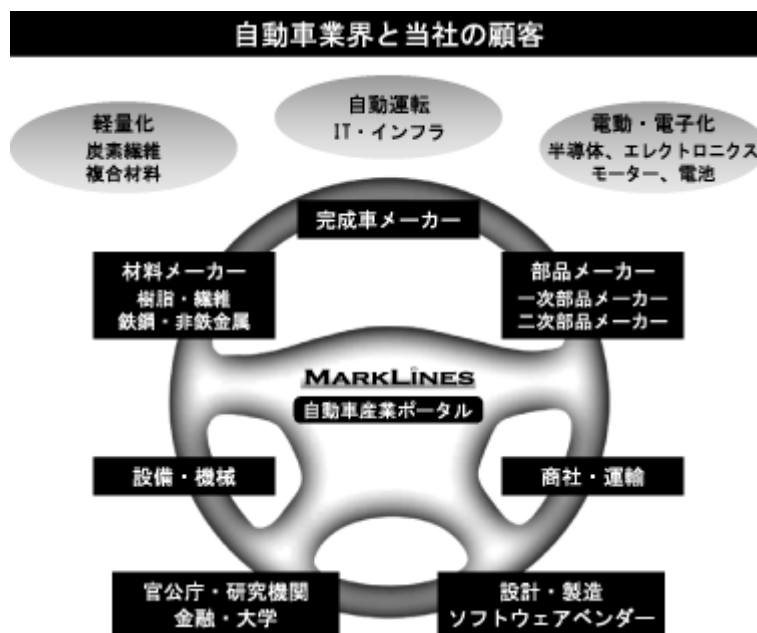 自動車業界と当社の顧客
自動運転
IT・インフラ
軽量化
炭素繊維
複合材料
電動・電子化
半導体、エレクトロニクス
モーター、電池
完成車メーカー
材料メーカー
樹脂・繊維
鉄鋼・非鉄金属
部品メーカー
一次部品メーカー
二次部品メーカー
MARKLINES
自動車産業ポータル
設備・機械
商社・運輸
官公庁・研究機関
金融・大学
設計・製造
ソフトウェアベンダー